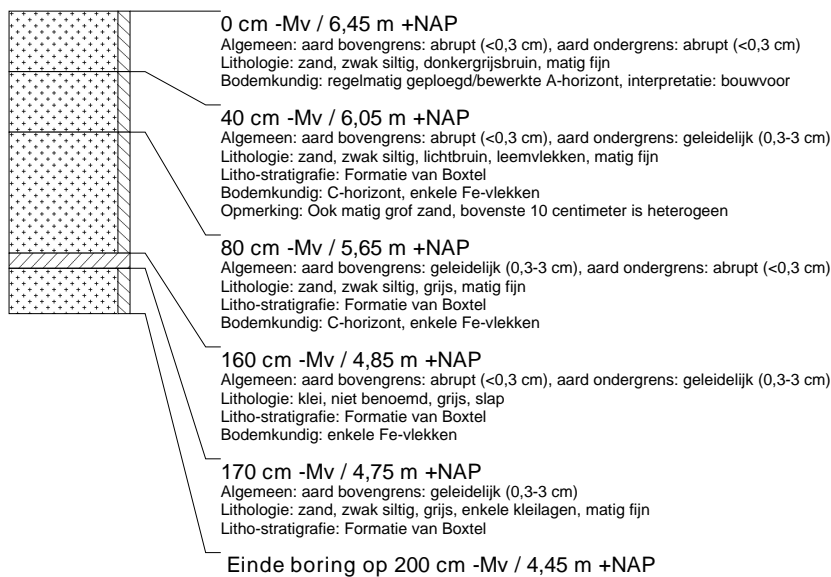 0 cm -Mv / 6,45 m +NAP
Algemeen: aard bovengrens: abrupt (<0,3 cm), aard ondergrens: abrupt (<0,3 cm)
Lithologie: zand, zwak siltig, donkergrijsbruin, matig fijn
Bodemkundig: regelmatig geploegd/bewerkte A-horizont, interpretatie: bouwvoor
40 cm -Mv / 6,05 m +NAP
Algemeen: aard bovengrens: abrupt (<0,3 cm), aard ondergrens: geleidelijk (0,3-3 cm)
Lithologie: zand, zwak siltig, lichtbruin, leemvlekken, matig fijn
Litho-stratigrafie: Formatie van Boxtel
Bodemkundig: C-horizont, enkele Fe-vlekken
Opmerking: Ook matig grof zand, bovenste 10 centimeter is heterogeen
80 cm -Mv / 5,65 m +NAP
Algemeen: aard bovengrens: geleidelijk (0,3-3 cm), aard ondergrens: abrupt (<0,3 cm)
Lithologie: zand, zwak siltig, grijs, matig fijn
Litho-stratigrafie: Formatie van Boxtel
Bodemkundig: C-horizont, enkele Fe-vlekken
160 cm -Mv / 4,85 m +NAP
Algemeen: aard bovengrens: abrupt (<0,3 cm), aard ondergrens: geleidelijk (0,3-3 cm)
Lithologie: klei, niet benoemd, grijs, slap
Litho-stratigrafie: Formatie van Boxtel
Bodemkundig: enkele Fe-vlekken
170 cm -Mv / 4,75 m +NAP
Algemeen: aard bovengrens: geleidelijk (0,3-3 cm)
Lithologie: zand, zwak siltig, grijs, enkele kleilagen, matig fijn
Litho-stratigrafie: Formatie van Boxtel
Einde boring op 200 cm -Mv / 4,45 m +NAP